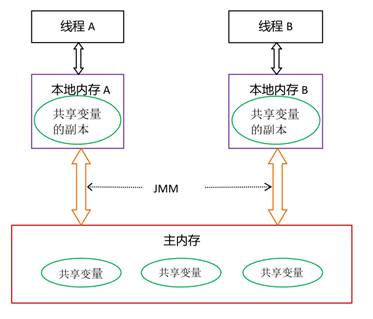 线程 A
线程 B
本地内存 A
本地内存 B
共享变量
的副本
共享变量
的副本
JMM
主内存
共享变量
共享变量
共享变量